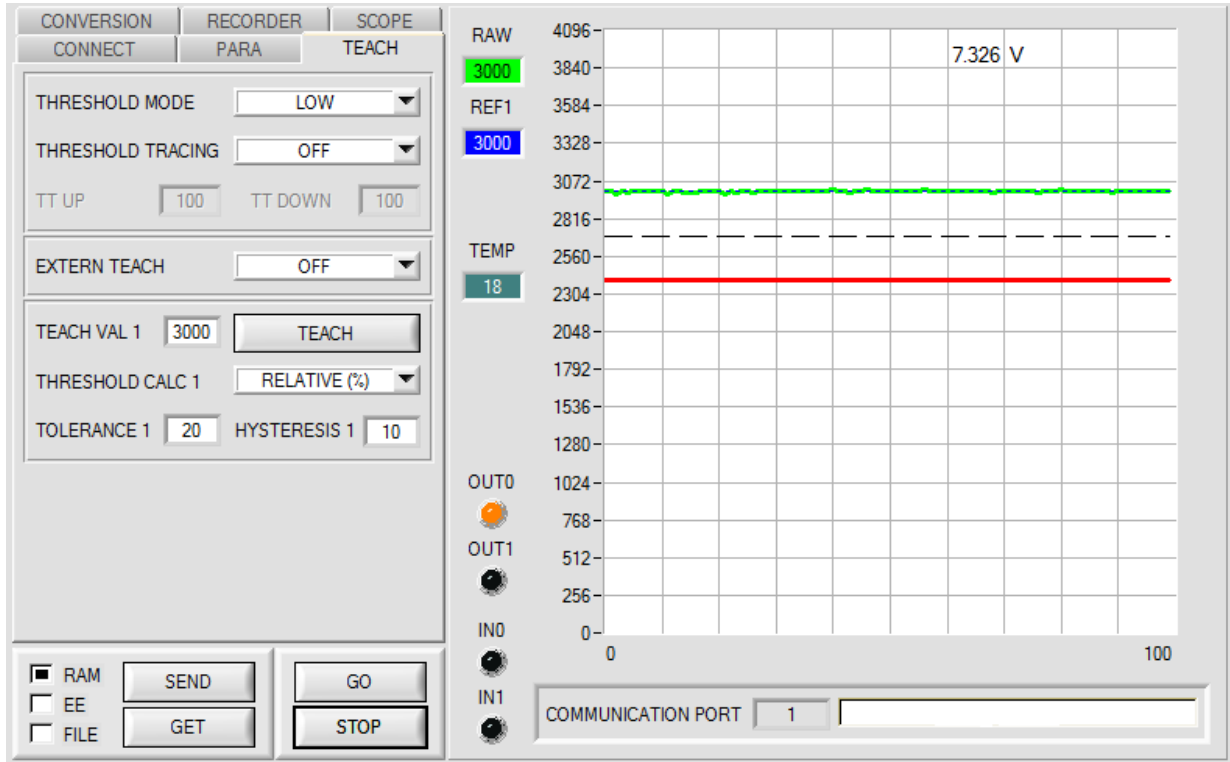 CONVERSION RECORDER SCOPE
CONNECT PARA TEACH
THRESHOLD MODE LOW
THRESHOLD TRACING OFF
TT UP 100 TT DOWN 100
EXTERN TEACH OFF
TEACH VAL 1 3000 TEACH
THRESHOLD CALC 1 RELATIVE (%)
TOLERANCE 1 20 HYSTERESIS 1 10
RAM
EE
FILE
SEND
GET
GO
STOP
RAW
3000
REF1
3000
TEMP
18
OUT0
OUT1
IN0
IN1
7.326 V
4096
3840
3584
3328
3072
2816
2560
2304
2048
1792
1536
1280
1024
768
512
256
0
0 100
COMMUNICATION PORT 1